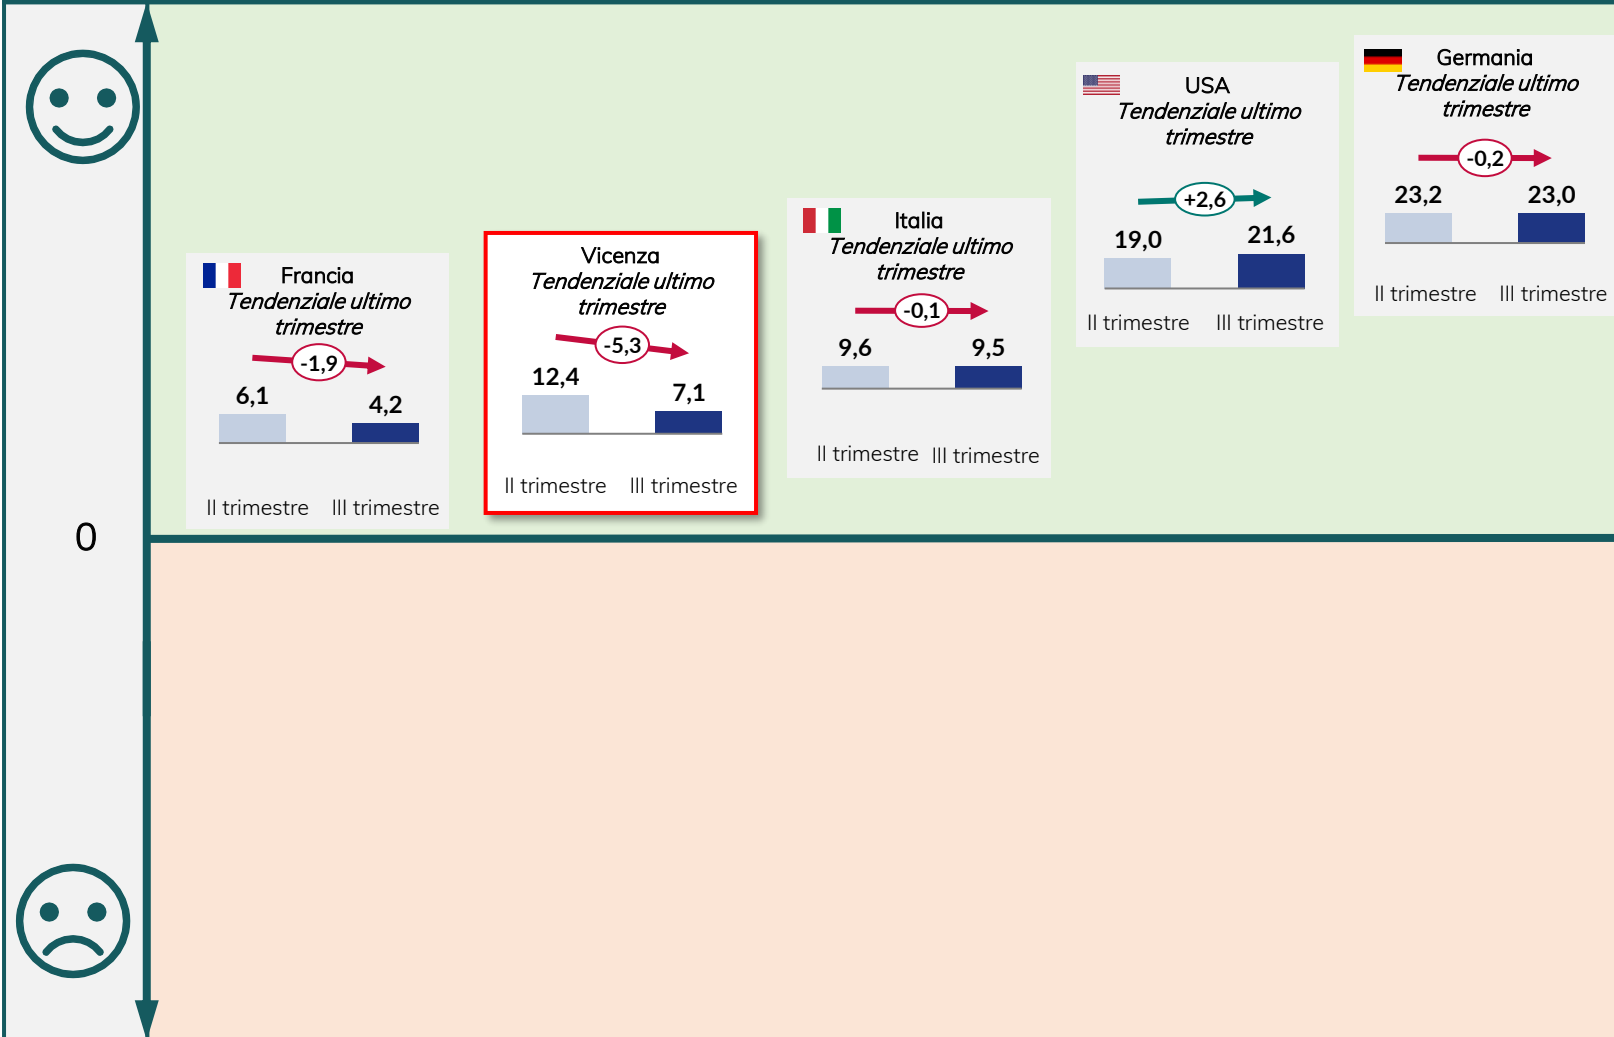 Francia
Tendenziale ultimo
trimestre
-1,9
6,1
4,2
II trimestre
III trimestre
Vicenza
Tendenziale ultimo
trimestre
-5,3
12,4
7,1
II trimestre
III trimestre
Italia
Tendenziale ultimo
trimestre
-0,1
9,6
9,5
II trimestre
III trimestre
USA
Tendenziale ultimo
trimestre
+2,6
19,0
21,6
II trimestre
III trimestre
Germania
Tendenziale ultimo
trimestre
-0,2
23,2
23,0
II trimestre
III trimestre
0